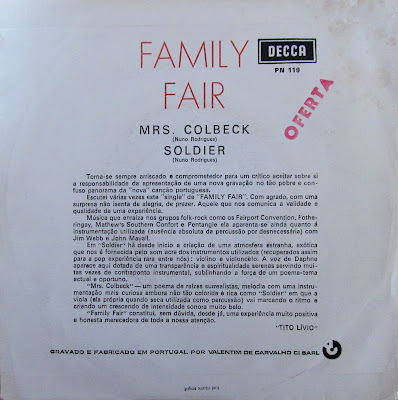 FAMILY
FAIR
DECCA
PN 119
OFERTA
MRS. COLBECK
(Nuno Rodrigues)
SOLDIER
(Nuno Rodrigues)
Torna-se sempre arriscado e comprometedor para um crítico aceitar sobre si
a responsabilidade da apresentação de uma nova gravação no tão pobre e con-
fuso panorama da "nova" canção portuguesa.
Escutei várias vezes este "single" de "FAMILY FAIR". Com agrado, com uma
surpresa não isenta de alegria, de prazer. Aquele que nos comunica a validade e
qualidade de uma experiência.
Música que enraíza nos grupos folk-rock como os Fairport Convention, Fothe-
ringay, Mathew's Southern Confort e Pentangle ela aparenta-se ainda quanto à
instrumentação utilizada (ausência absoluta da percussão por desnecessária) com
Jim Webb e John Mayall.
Em "Soldier" há desde início a criação de uma atmosfera estranha, exótica
que nos é fornecida pelo som acre dos instrumentos utilizados (recuperados assim
para a pop experiência rara entre nós): violino e violoncelo. A voz de Daphne
aparece aqui dotada de uma transparência e espiritualidade serenas servindo mui-
tas vezes de contraponto instrumental, sublinhando a força de um poema-tema
actual e oportuno.
"Mrs. Colbeck" — um poema de raízes surrealistas, melodia com uma instru-
mentação mais curiosa embora não tão colorida e rica como "Soldier" em que a
viola (ela própria quando seca utilizada como percussão) vai marcando o ritmo e
criando um crescendo de intensidade sonora muito belo.
"Family Fair" constitui, sem dúvida, desde já, uma experiência muito positiva
e honesta marecadora de toda a nossa atenção.
"TITO LÍVIO"
GRAVADO E FABRICADO EM PORTUGAL POR VALENTIM DE CARVALHO CI SARL